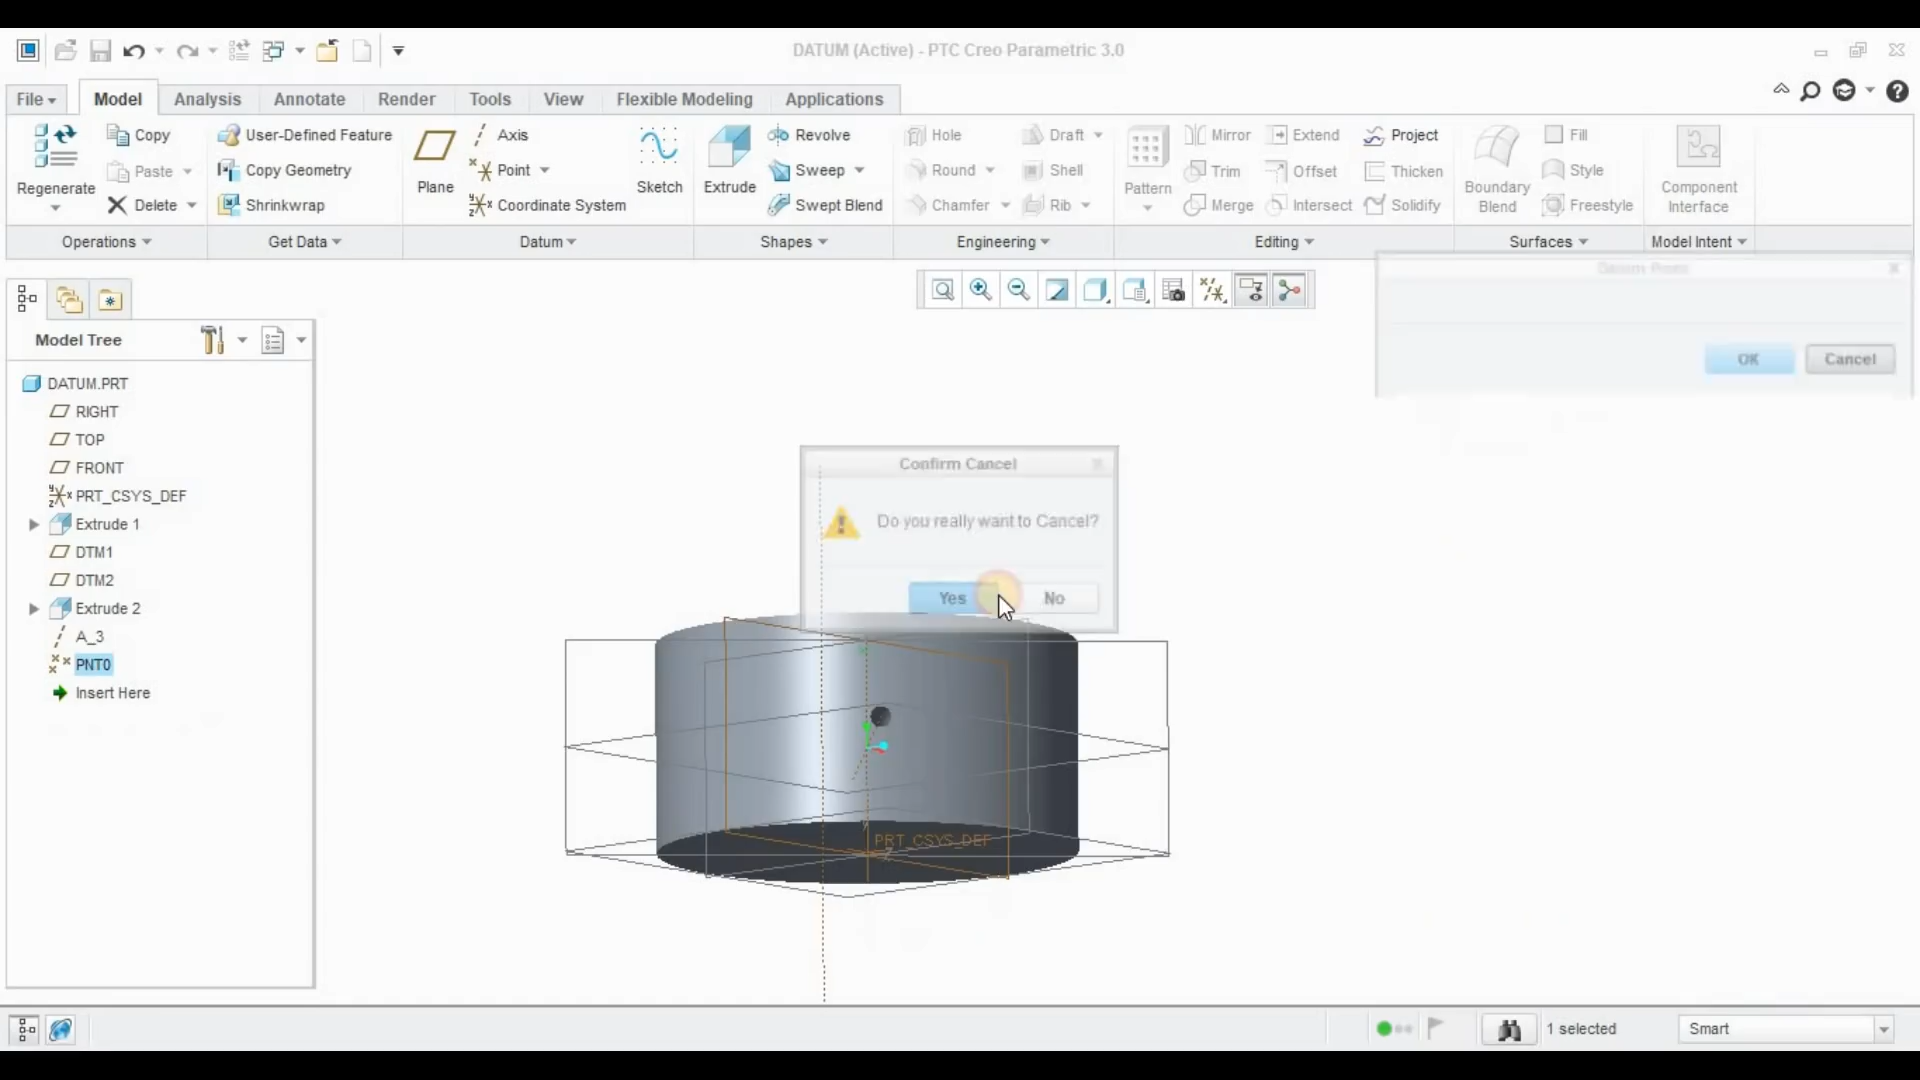 DATUM (Active) - PTC Creo Parametric 3.0
File Model Analysis Annotate Render Tools View Flexible Modeling Applications
Regenerate
Copy
Paste
Delete
Operations
User-Defined Feature
Copy Geometry
Shrinkwrap
Get Data
Plane
Axis
Point
Coordinate System
Sketch
Datum
Extrude
Revolve
Sweep
Swept Blend
Shapes
Hole
Round
Chamfer
Draft
Shell
Rib
Engineering
Pattern
Mirror
Trim
Merge
Extend
Offset
Intersect
Project
Thicken
Solidify
Editing
Boundary
Blend
Fill
Style
Freestyle
Surfaces
Component
Interface
Model Intent
Datum Point
OK Cancel
Model Tree
DATUM.PRT
RIGHT
TOP
FRONT
PRT_CSYS_DEF
Extrude 1
DTM1
DTM2
Extrude 2
A_3
PNT0
Insert Here
Confirm Cancel
Do you really want to Cancel?
Yes No
PRT_CSYS_DEF
1 selected
Smart